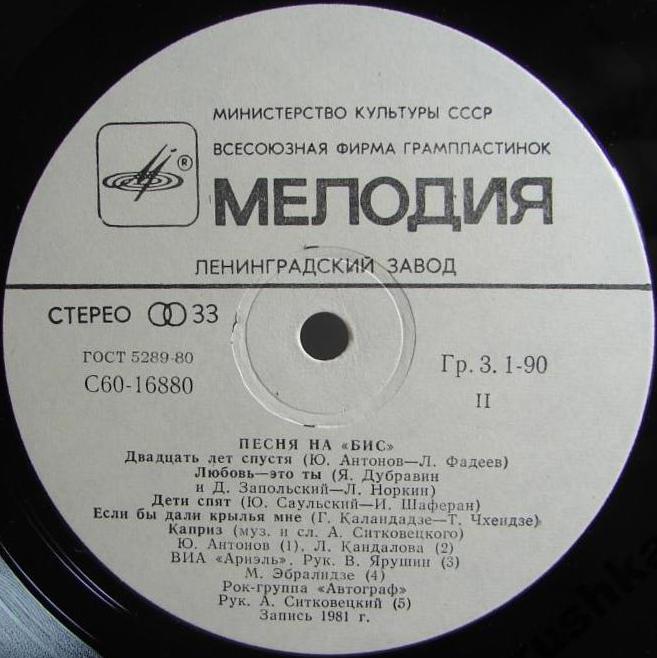 МИНИСТЕРСТВО КУЛЬТУРЫ СССР
ВСЕСОЮЗНАЯ ФИРМА ГРАМПЛАСТИНОК
®
МЕЛОДИЯ
ЛЕНИНГРАДСКИЙ ЗАВОД
СТЕРЕО 33
ГОСТ 5289-80
С60-16880
Гр. 3. 1-90
II
ПЕСНЯ НА «БИС»
Двадцать лет спустя (Ю. Антонов—Л. Фадеев)
Любовь—это ты (Я. Дубравин
и Д. Запольский—Л. Норкин)
Дети спят (Ю. Саульский—И. Шаферан)
Если бы дали крылья мне (Г. Каландадзе—Т. Чхеидзе)
Каприз (муз. и сл. А. Ситковецкого)
Ю. Антонов (1), Л. Кандалова (2)
ВИА «Ариэль». Рук. В. Ярушин (3)
М. Эбралидзе (4)
Рок-группа «Автограф»
Рук. А. Ситковецкий (5)
Запись 1981 г.